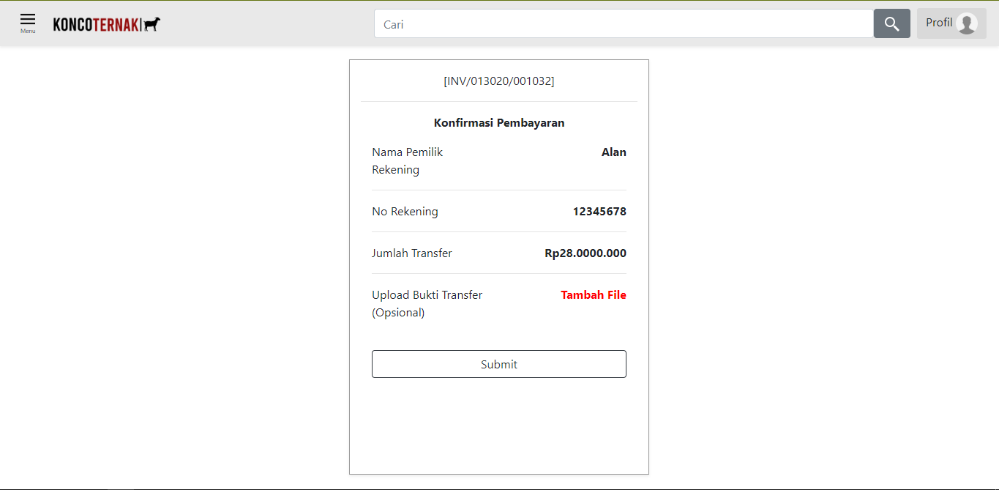 Menu
KONCOTERNAK
Cari
Profil
[INV/013020/001032]
Konfirmasi Pembayaran
Nama Pemilik Rekening
Alan
No Rekening
12345678
Jumlah Transfer
Rp28.0000.000
Upload Bukti Transfer
(Opsional)
Tambah File
Submit